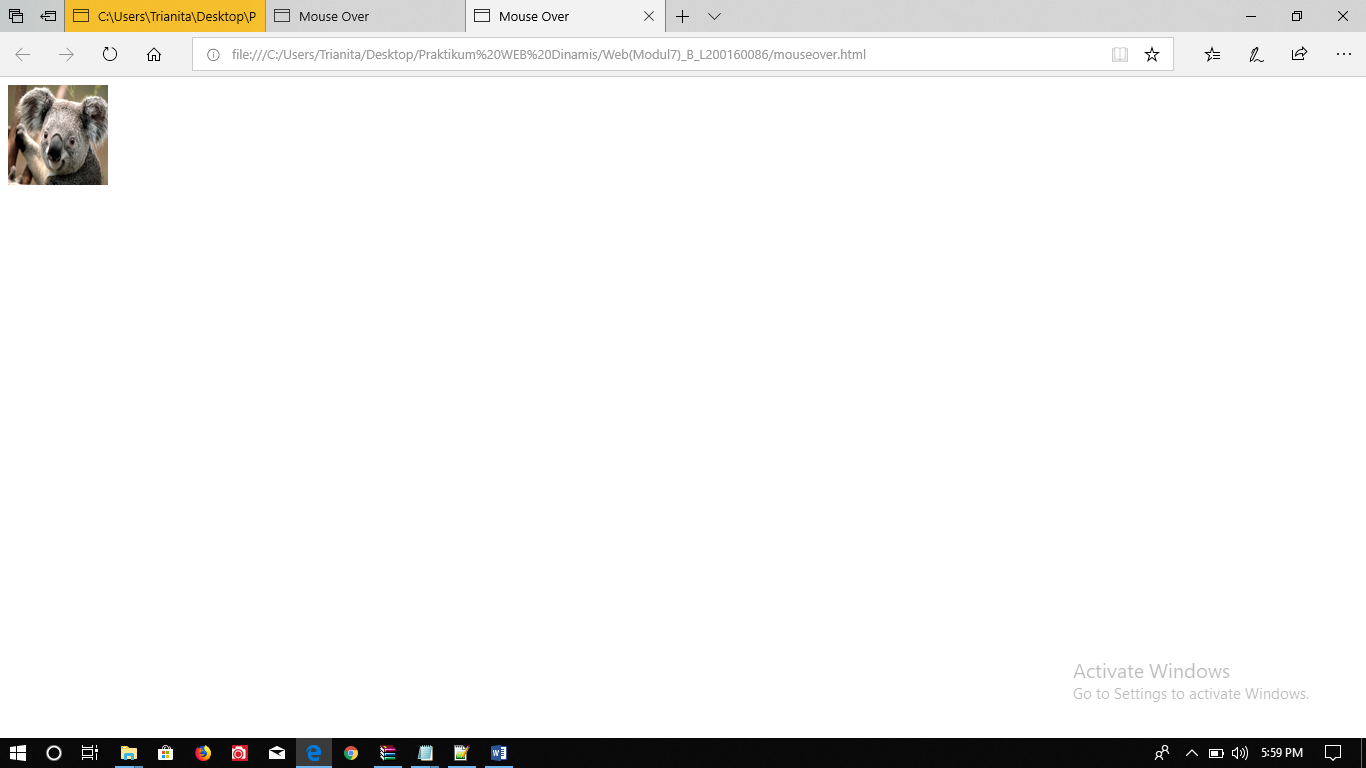 C:\Users\Trianita\Desktop\P
Mouse Over
Mouse Over
file:///C:/Users/Trianita/Desktop/Praktikum%20WEB%20Dinamis/Web(Modul7)_B_L200160086/mouseover.html
Activate Windows
Go to Settings to activate Windows.
5:59 PM